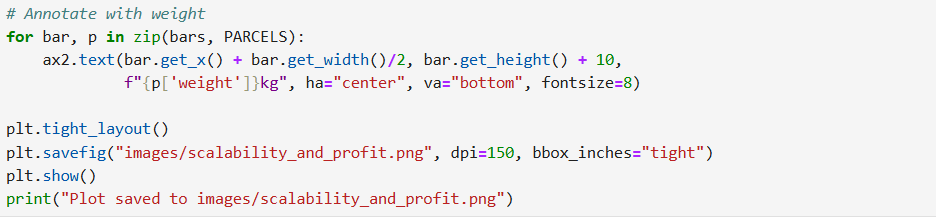 # Annotate with weight
for bar, p in zip(bars, PARCELS):
    ax2.text(bar.get_x() + bar.get_width()/2, bar.get_height() + 10,
             f"{p['weight']}kg", ha="center", va="bottom", fontsize=8)

plt.tight_layout()
plt.savefig("images/scalability_and_profit.png", dpi=150, bbox_inches="tight")
plt.show()
print("Plot saved to images/scalability_and_profit.png")